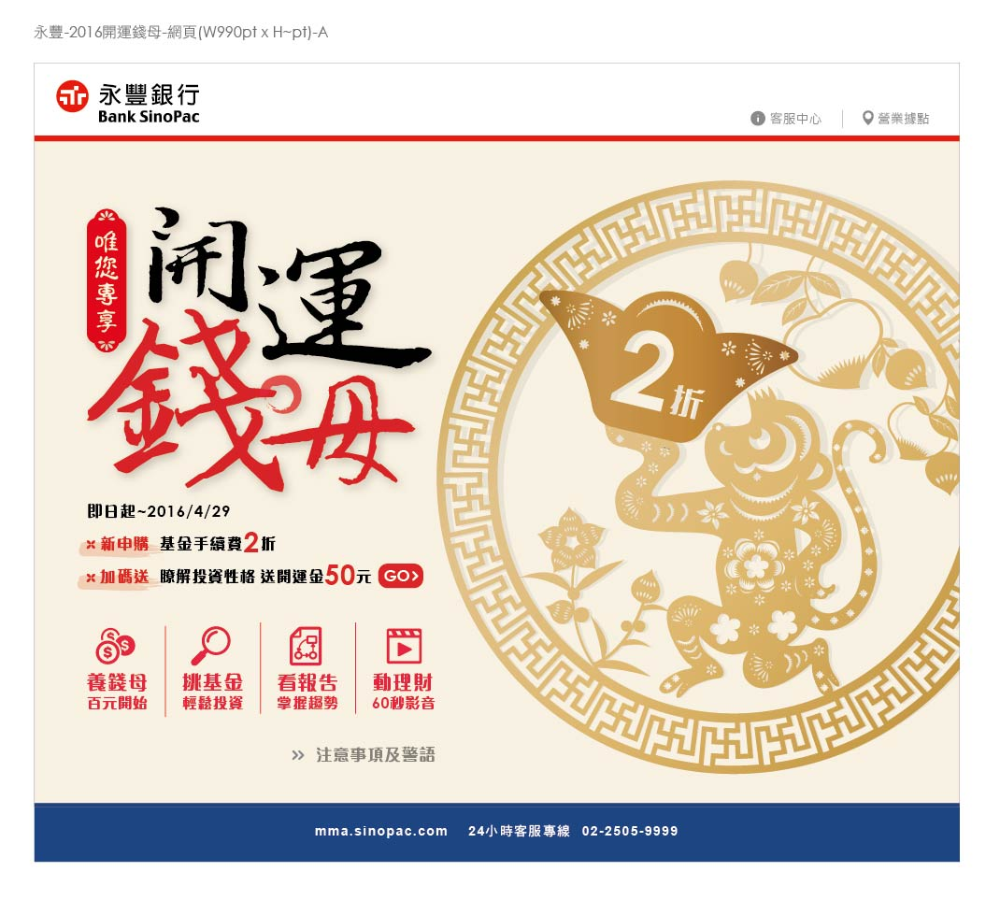 永豐-2016開運錢母-網頁(W990pt x H~pt)-A
永豐銀行
Bank SinoPac
客服中心
營業據點
唯您專享
開運
錢母
2折
即日起~2016/4/29
新申購 基金手續費2折
加碼送 瞭解投資性格 送開運金50元 GO>
養錢母
百元開始
挑基金
輕鬆投資
看報告
掌握趨勢
動理財
60秒影音
>> 注意事項及警語
mma.sinopac.com 24小時客服專線 02-2505-9999